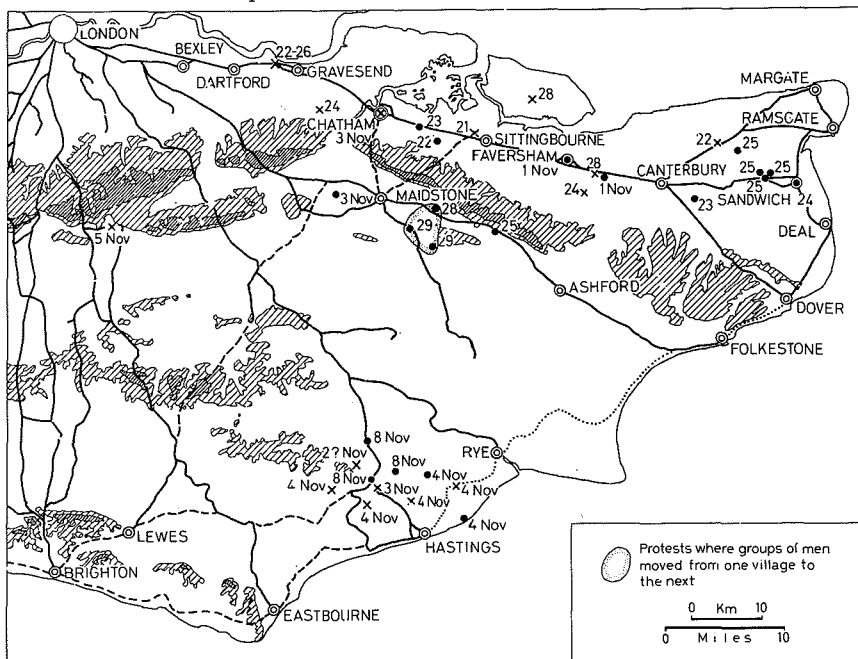 LONDON
BEXLEY
DARTFORD
22-26
GRAVESEND
24
CHATHAM
3 Nov
23
22
21
SITTINGBOURNE
28
MARGATE
RAMSGATE
22
25
FAVERSHAM
1 Nov
28
1 Nov
24
CANTERBURY
25
25
25
SANDWICH
24
23
DEAL
3 Nov
MAIDSTONE
28
29
29
25
5 Nov
ASHFORD
DOVER
FOLKESTONE
8 Nov
2? Nov
8 Nov
RYE
4 Nov
8 Nov
4 Nov
3 Nov
4 Nov
4 Nov
4 Nov
4 Nov
LEWES
HASTINGS
BRIGHTON
EASTBOURNE
Protests where groups of men
moved from one village to
the next
0 Km 10
0 Miles 10